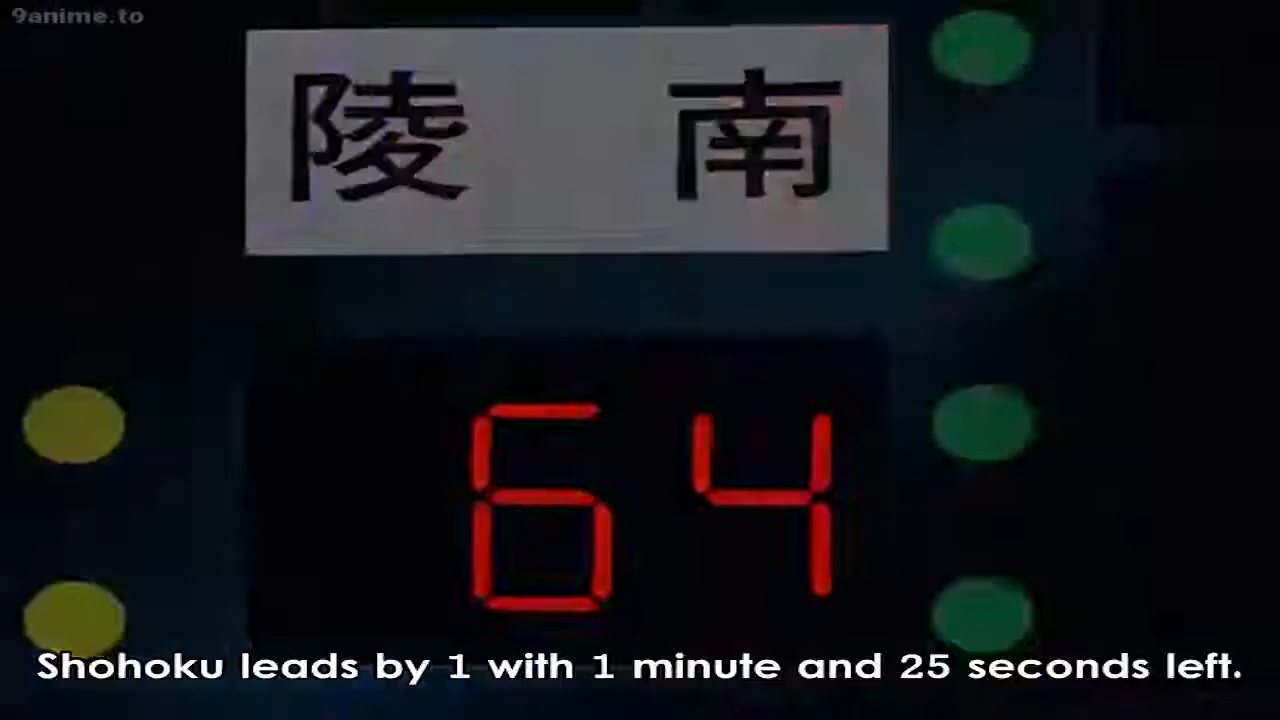 9anime.to
陵 南
64
Shohoku leads by 1 with 1 minute and 25 seconds left.